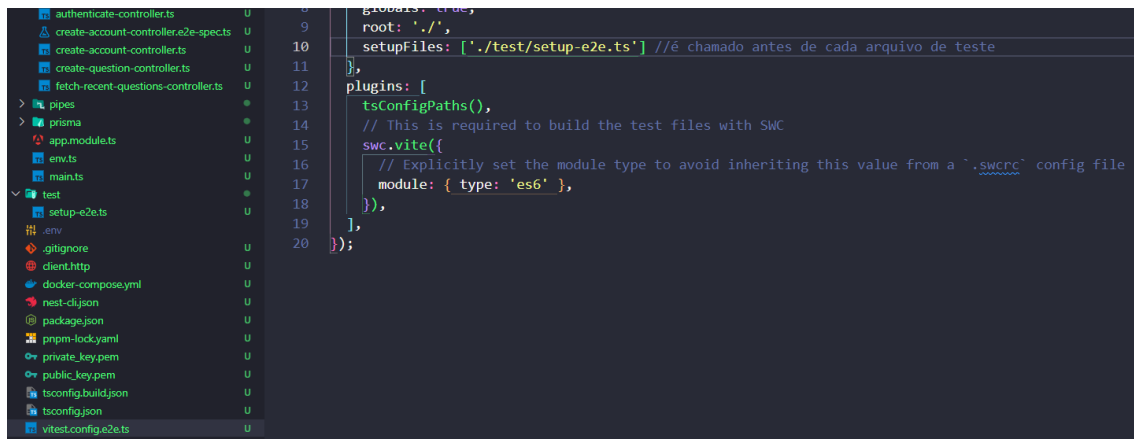 authenticate-controller.ts U
create-account-controller.e2e-spec.ts U
create-account-controller.ts U
create-question-controller.ts U
fetch-recent-questions-controller.ts U
pipes
prisma
app.module.ts U
env.ts U
main.ts U
test
setup-e2e.ts U
.env
.gitignore U
client.http U
docker-compose.yml U
nest-cli.json U
package.json U
pnpm-lock.yaml U
private_key.pem U
public_key.pem U
tsconfig.build.json U
tsconfig.json U
vitest.config.e2e.ts U
8 globals: true,
9 root: './',
10 setupFiles: ['./test/setup-e2e.ts'] //é chamado antes de cada arquivo de teste
11 },
12 plugins: [
13 tsConfigPaths(),
14 // This is required to build the test files with SWC
15 swc.vite({
16 // Explicitly set the module type to avoid inheriting this value from a `.swcrc` config file
17 module: { type: 'es6' },
18 }),
19 ],
20 });